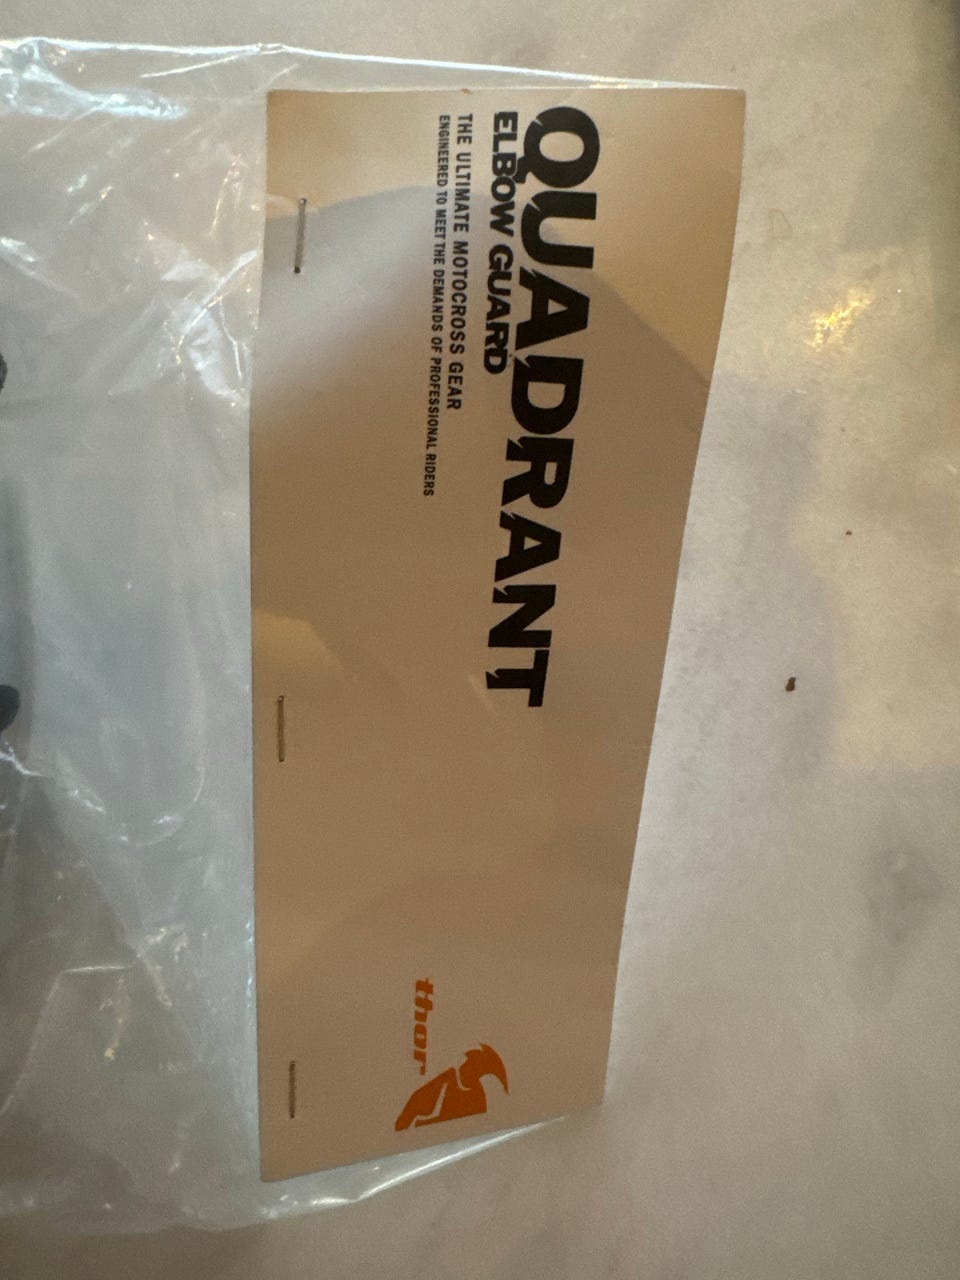 QUADRANT
ELBOW GUARD
THE ULTIMATE MOTOCROSS GEAR
ENGINEERED TO MEET THE DEMANDS OF PROFESSIONAL RIDERS
thor